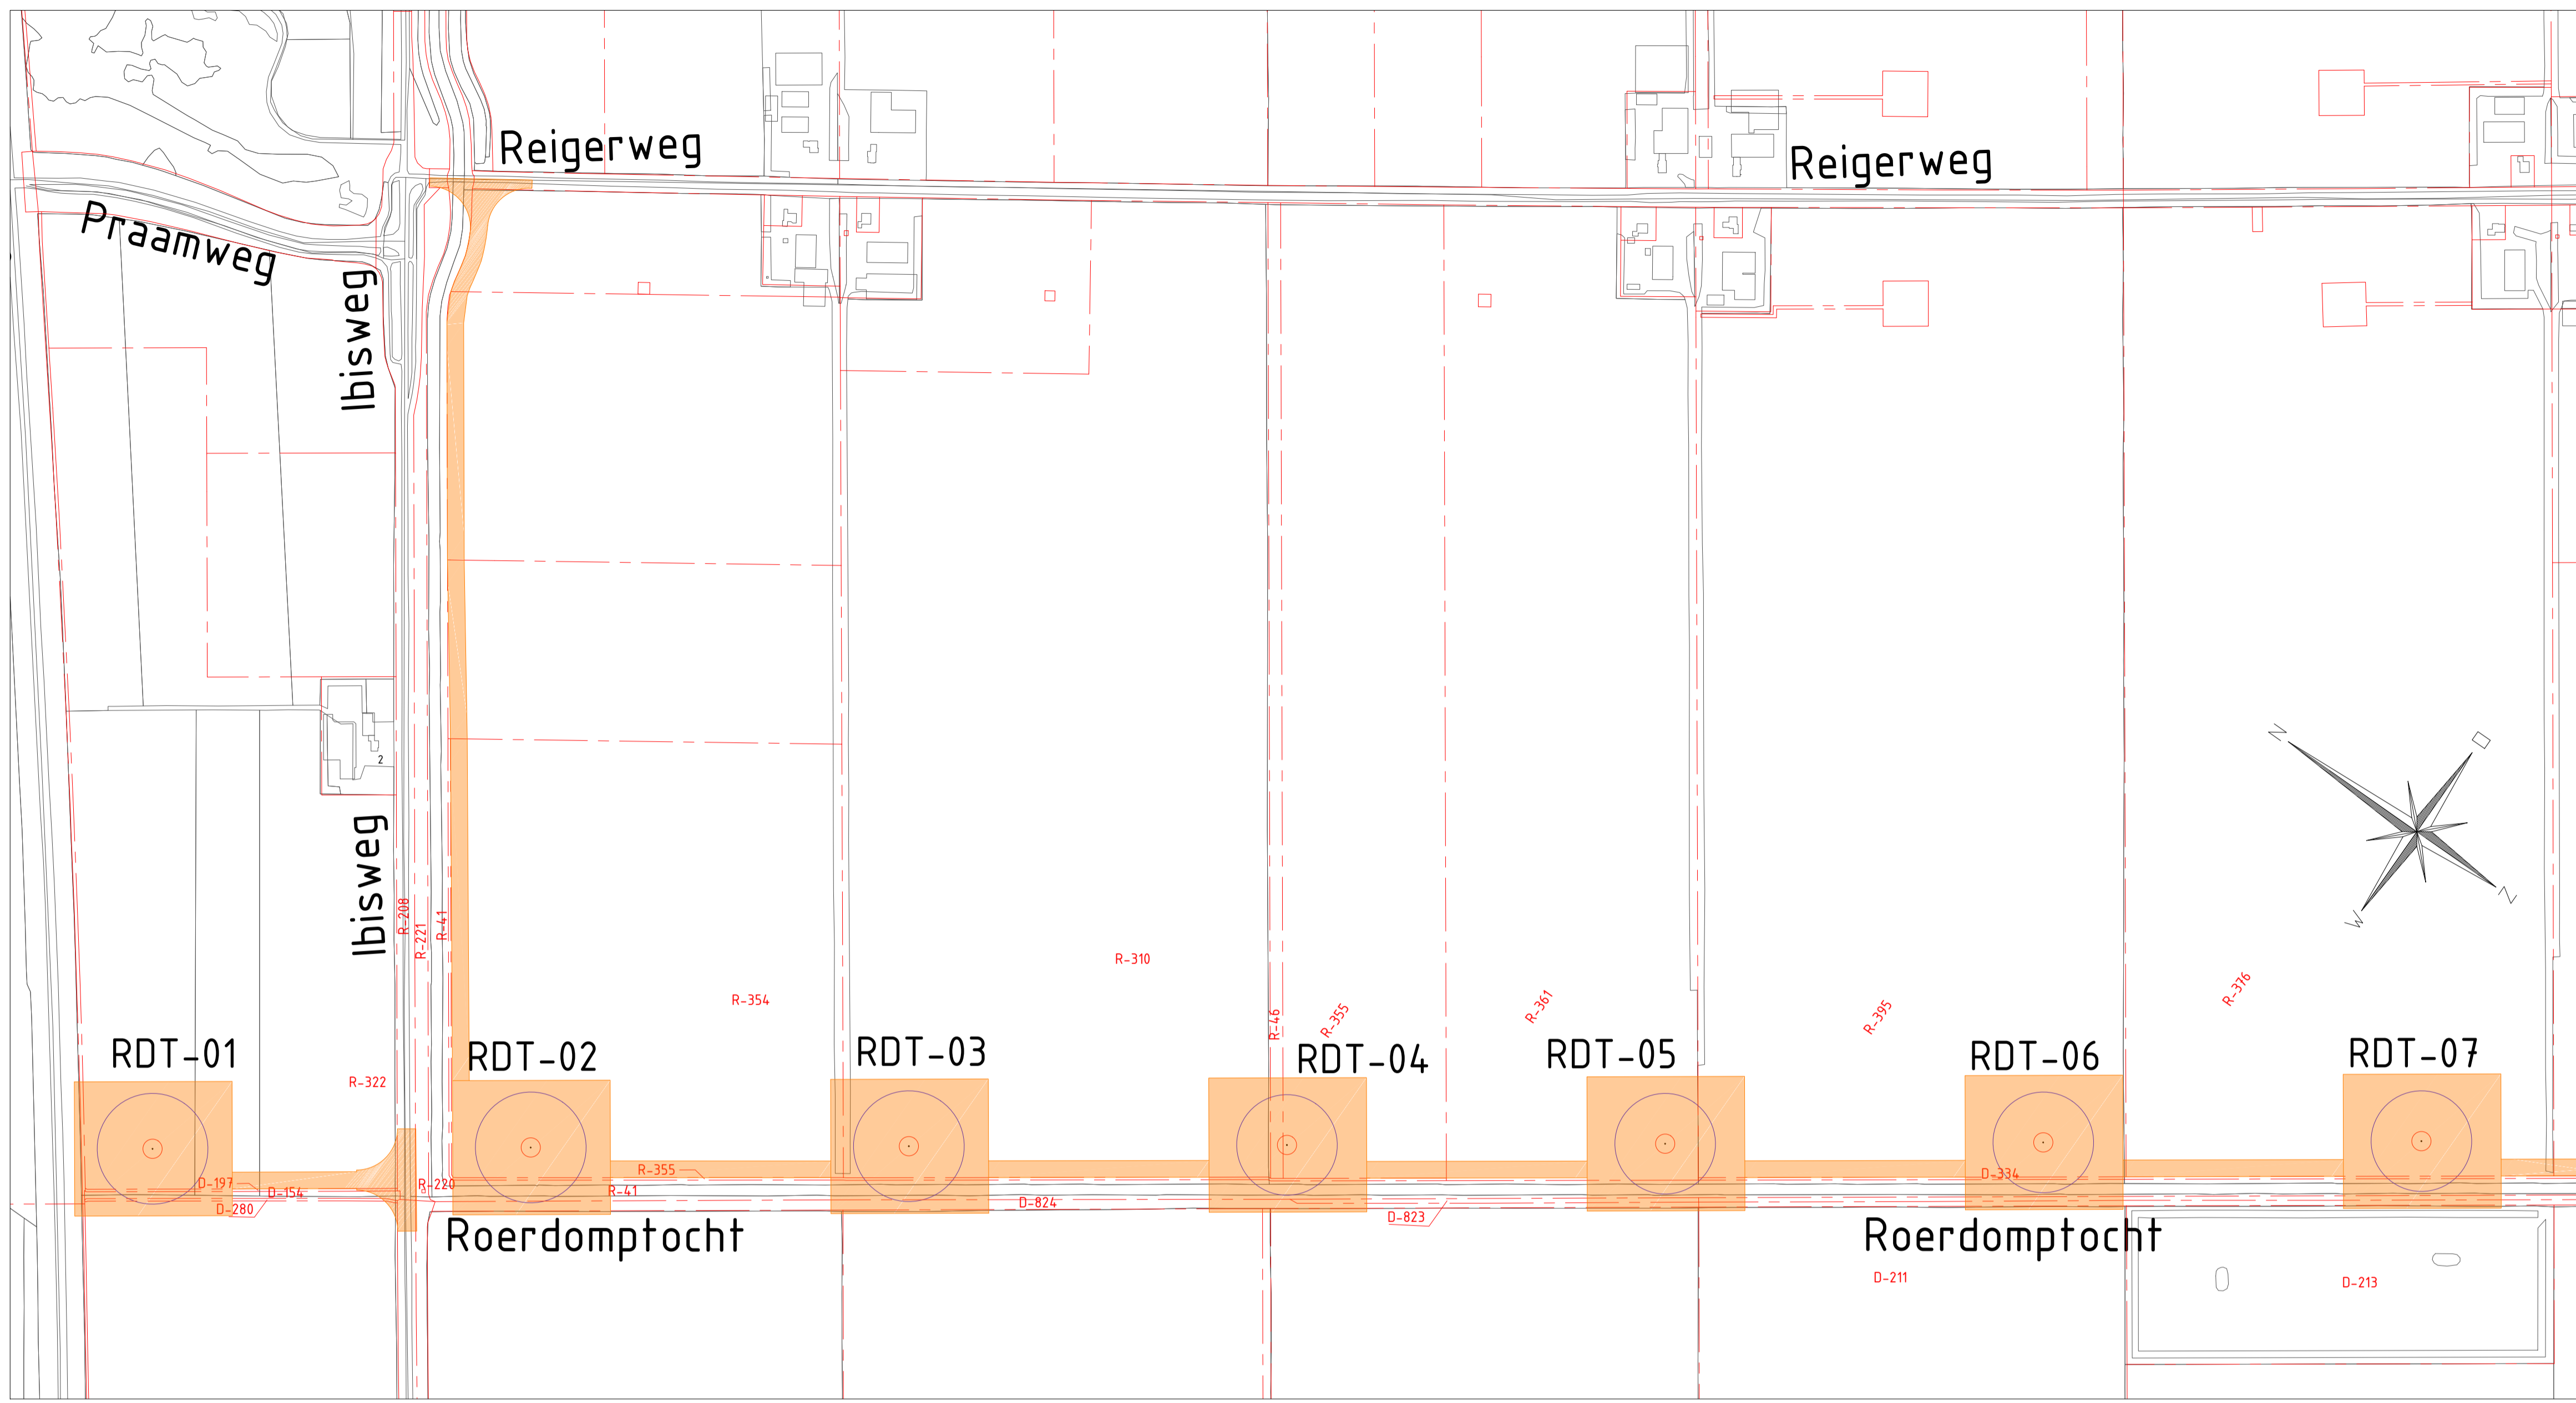 Reigerweg
Reigerweg
Praamweg
Ibisweg
2
Ibisweg
N
O
W
Z
R-208
R-221
R-41
R-310
R-354
R-46
R-355
R-361
R-395
R-376
RDT-01
RDT-02
RDT-03
RDT-04
RDT-05
RDT-06
RDT-07
R-322
R-355
D-334
D-197
D-154
R-220
R-41
D-280
D-824
D-823
Roerdomptocht
Roerdomptocht
D-211
D-213